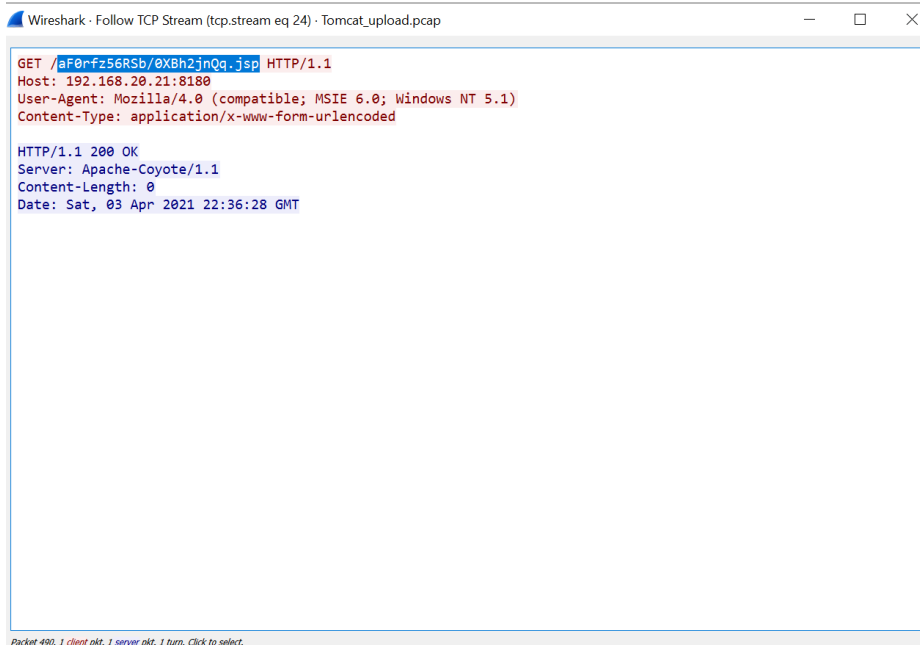 Wireshark · Follow TCP Stream (tcp.stream eq 24) · Tomcat_upload.pcap
GET /aF0rfz56RSb/0XBh2jnQq.jsp HTTP/1.1
Host: 192.168.20.21:8180
User-Agent: Mozilla/4.0 (compatible; MSIE 6.0; Windows NT 5.1)
Content-Type: application/x-www-form-urlencoded
HTTP/1.1 200 OK
Server: Apache-Coyote/1.1
Content-Length: 0
Date: Sat, 03 Apr 2021 22:36:28 GMT
Packet 490. 1 client pkt, 1 server pkt, 1 turn. Click to select.